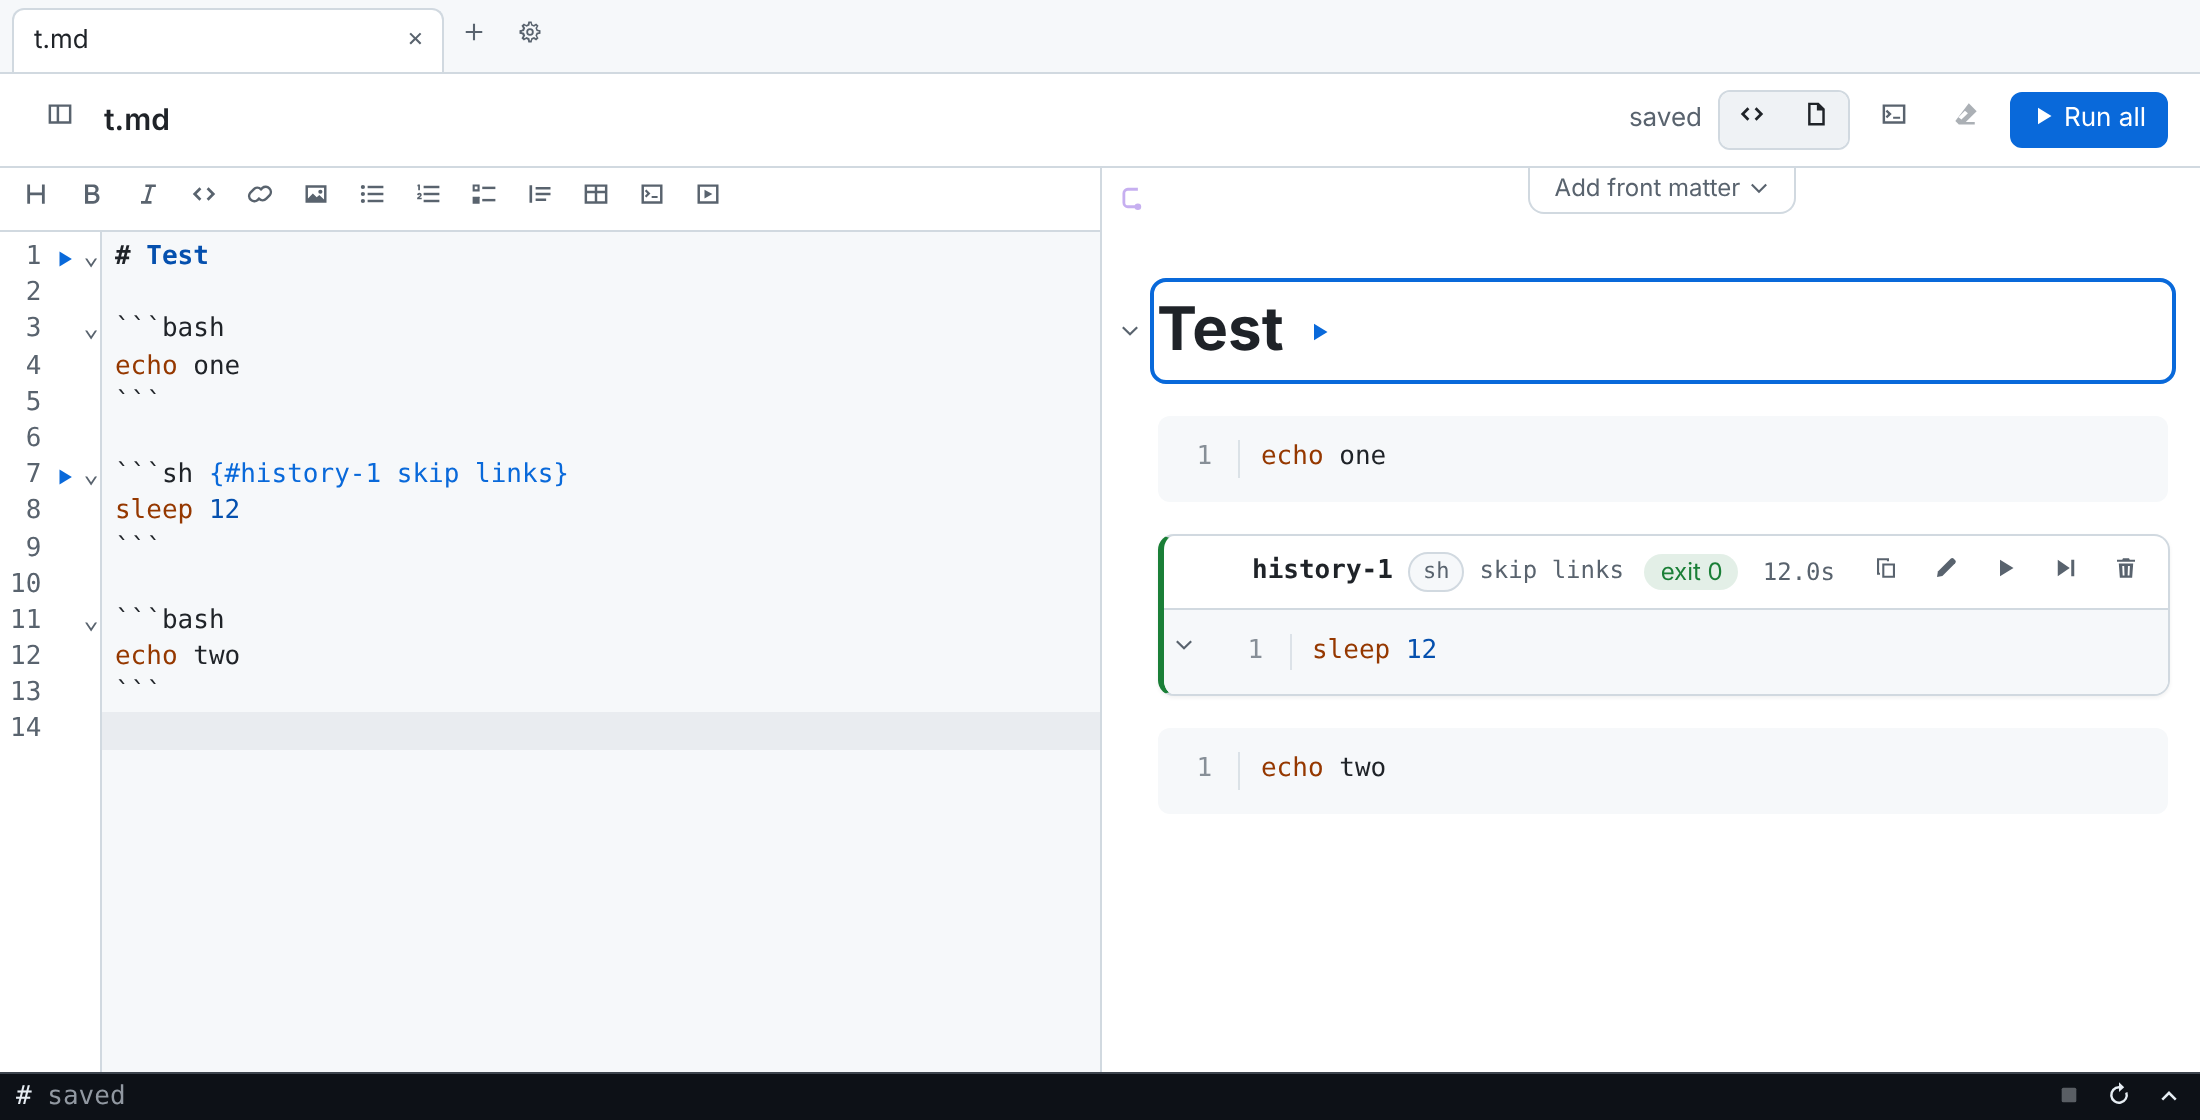 t.md
t.md
saved
Run all
Add front matter
1 # Test
2
3 ```bash
4 echo one
5 ```
6
7 ```sh {#history-1 skip links}
8 sleep 12
9 ```
10
11 ```bash
12 echo two
13 ```
14
Test
1 echo one
history-1 sh skip links exit 0 12.0s
1 sleep 12
1 echo two
# saved